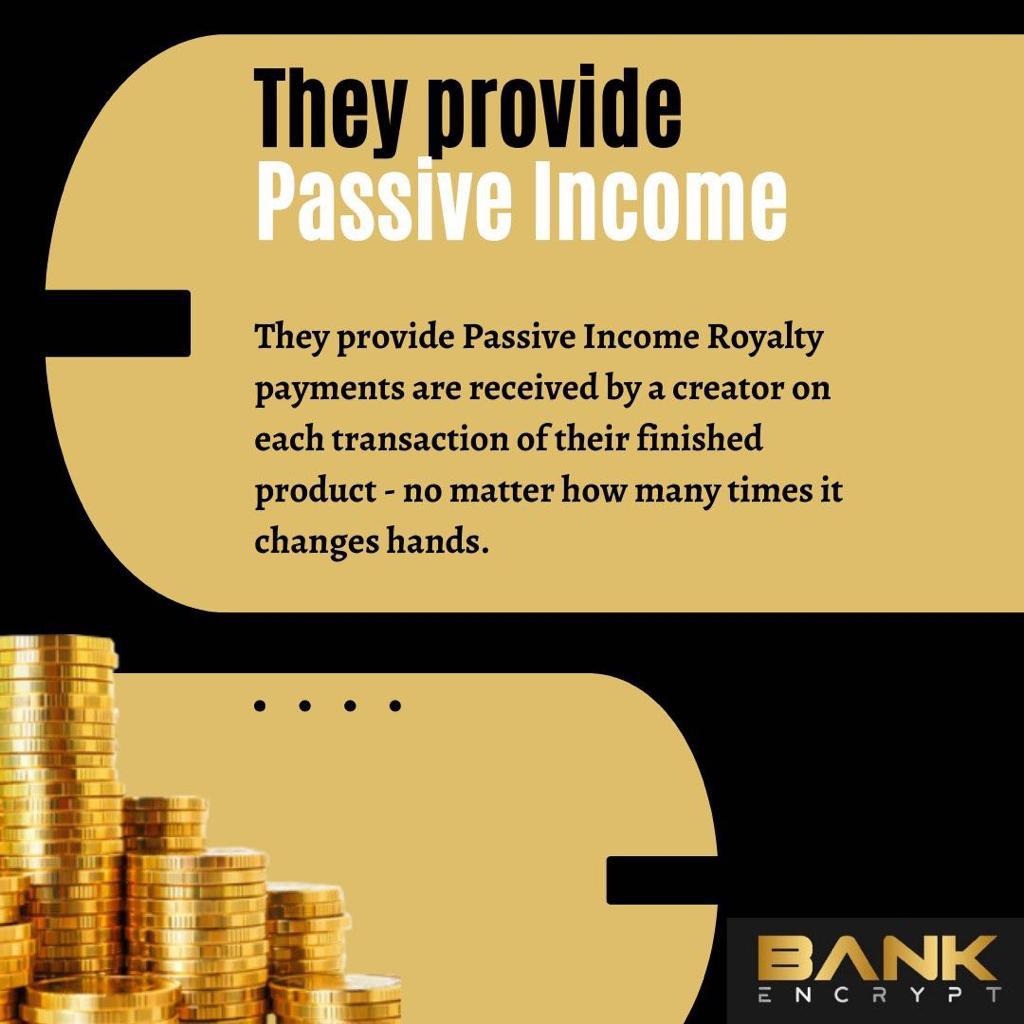 They provide
Passive Income
They provide Passive Income Royalty
payments are received by a creator on
each transaction of their finished
product - no matter how many times it
changes hands.
BANK
ENCRYPT